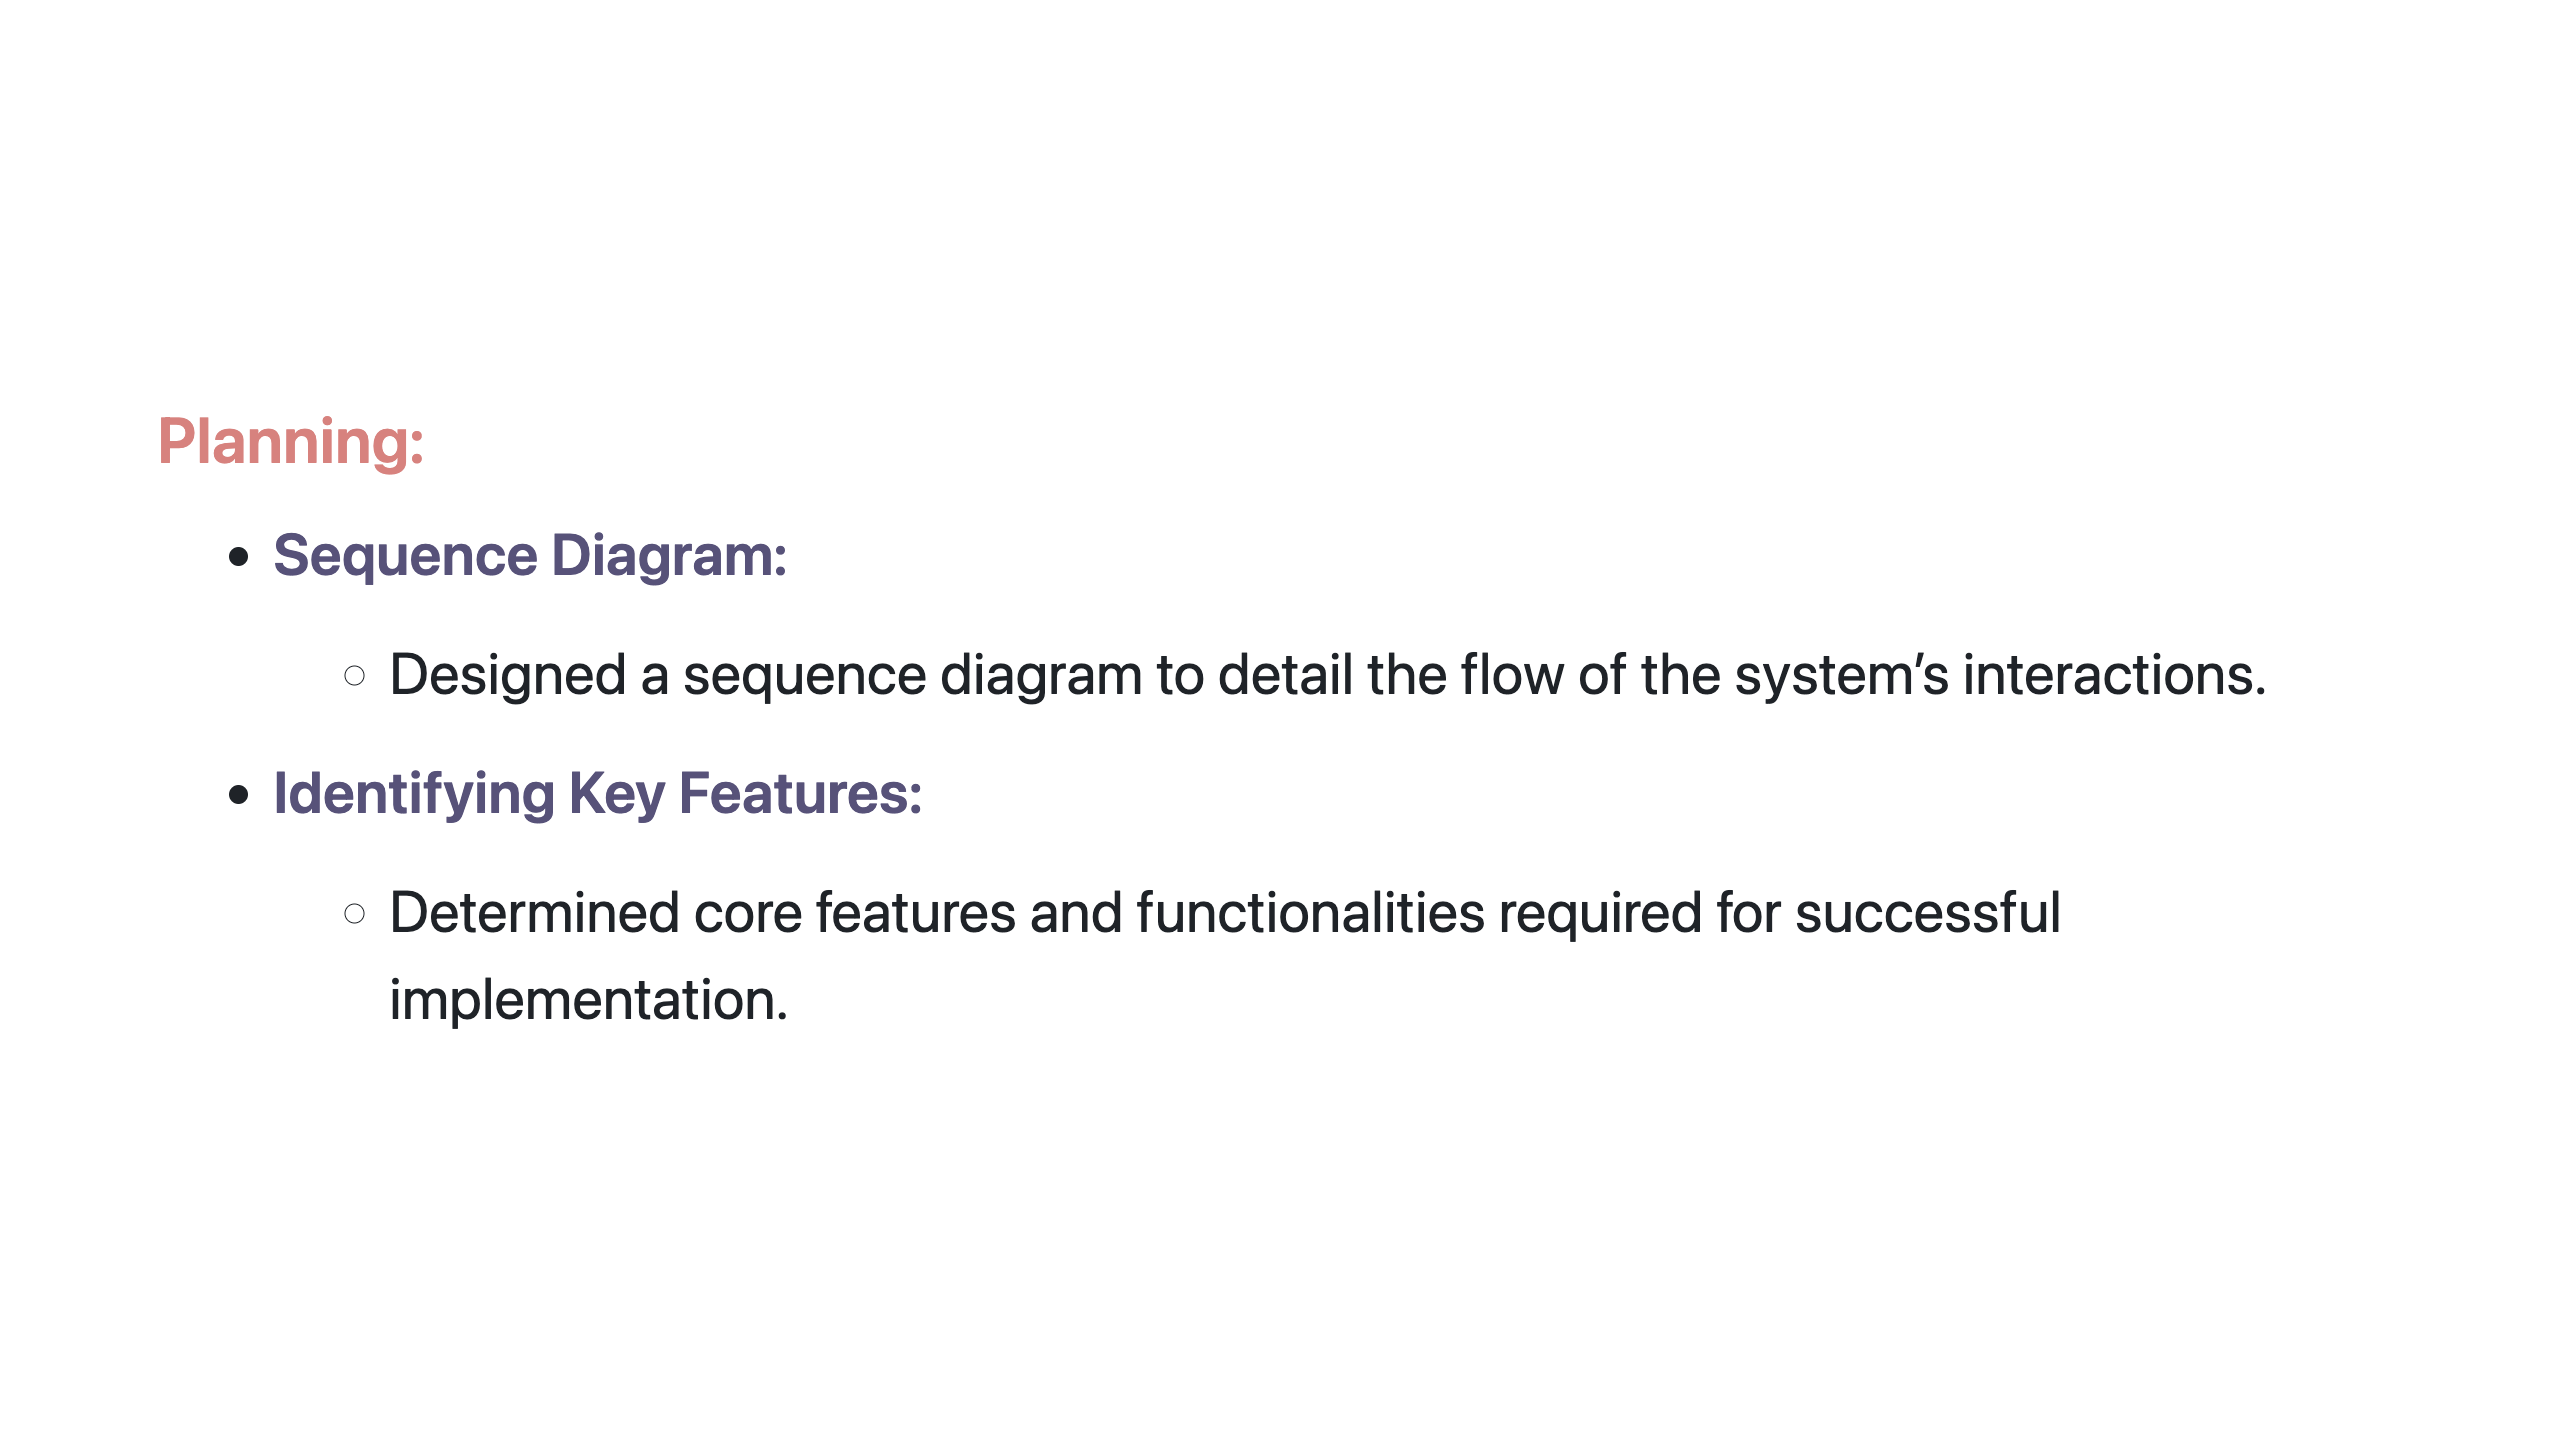 Planning:
Sequence Diagram:
Designed a sequence diagram to detail the flow of the system’s interactions.
Identifying Key Features:
Determined core features and functionalities required for successful
implementation.